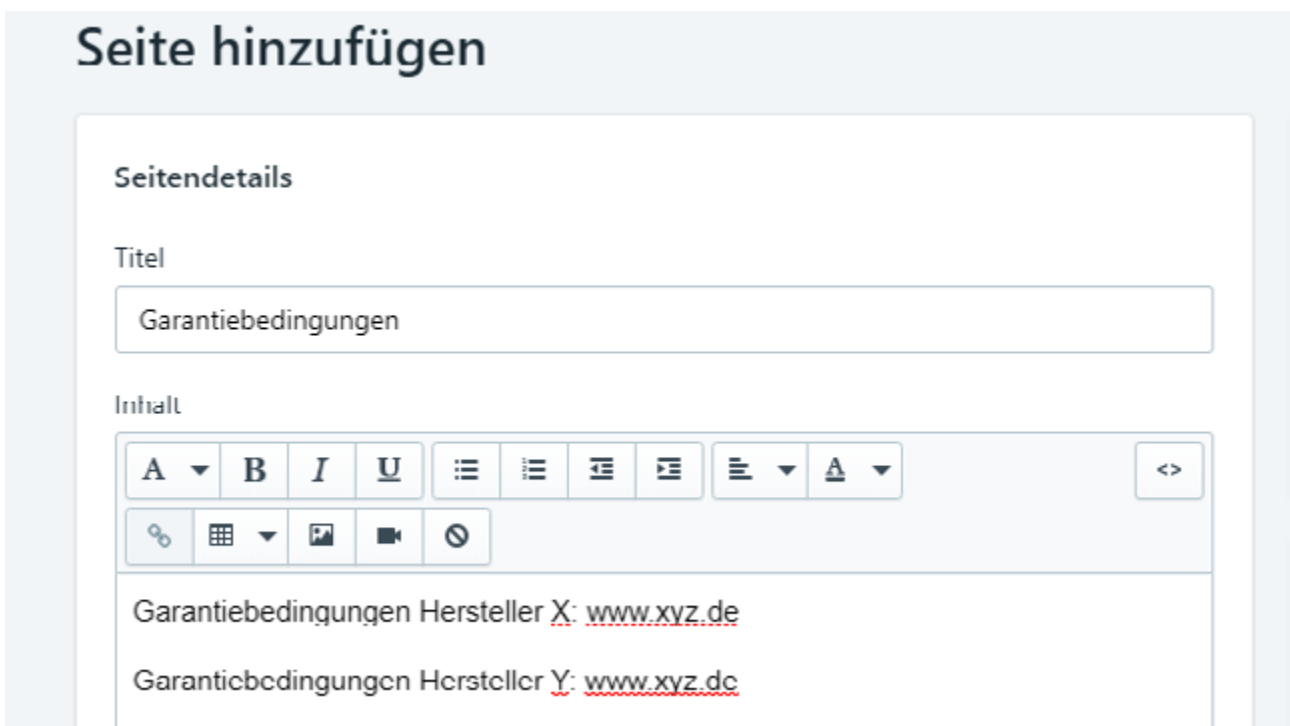 Seite hinzufügen
Seitendetails
Titel
Garantiebedingungen
Inhalt
A B I U A <>
Garantiebedingungen Hersteller X: www.xyz.de
Garantiebedingungen Hersteller Y: www.xyz.de